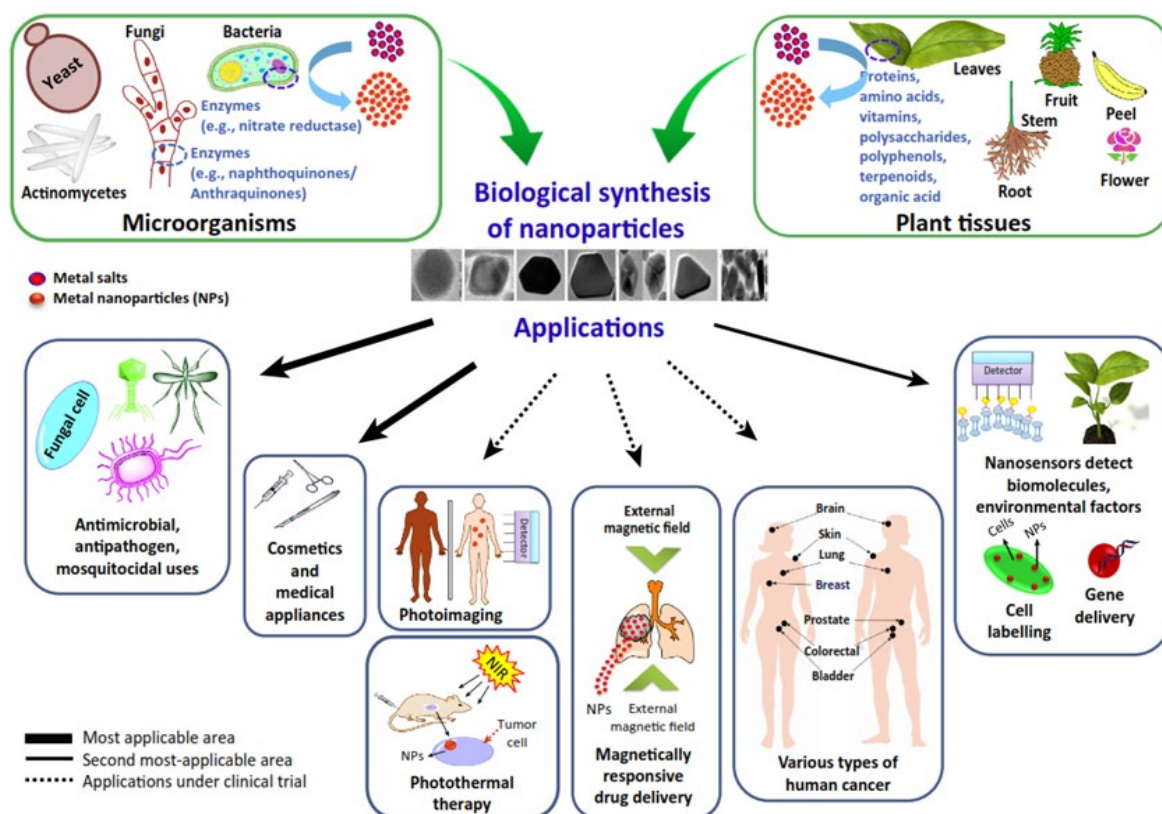 Yeast
Fungi
Bacteria
Enzymes
(e.g., nitrate reductase)
Enzymes
(e.g., naphthoquinones/
Anthraquinones)
Actinomycetes
Microorganisms
Leaves
Proteins,
amino acids,
vitamins,
polysaccharides,
polyphenols,
terpenoids,
organic acid
Fruit
Stem
Peel
Root
Flower
Plant tissues
Biological synthesis
of nanoparticles
Metal salts
Metal nanoparticles (NPs)
Applications
Fungal cell
Antimicrobial,
antipathogen,
mosquitocidal uses
Cosmetics
and
medical
appliances
Detector
Photoimaging
NIR
Tumor
cell
NPs
Photothermal
therapy
External
magnetic field
NPs
External
magnetic field
Magnetically
responsive
drug delivery
Brain
Skin
Lung
Breast
Prostate
Colorectal
Bladder
Various types of
human cancer
Detector
Nanosensors detect
biomolecules,
environmental factors
Cells
NPs
Cell
labelling
Gene
delivery
Most applicable area
Second most-applicable area
Applications under clinical trial